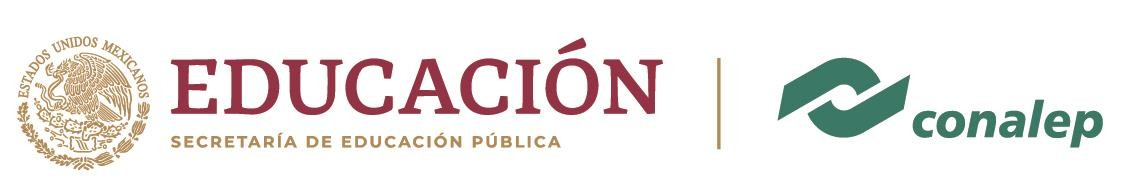 ESTADOS UNIDOS MEXICANOS
EDUCACIÓN
SECRETARÍA DE EDUCACIÓN PÚBLICA
conalep